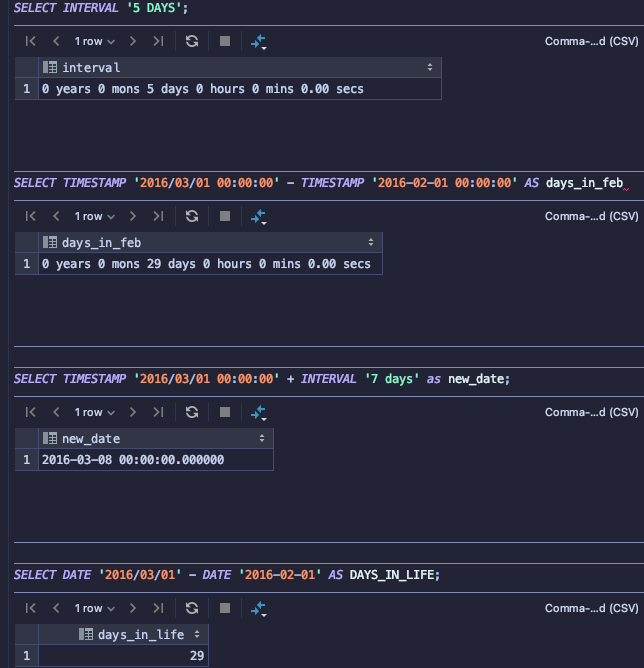 SELECT INTERVAL '5 DAYS';
1 row Comma-...d (CSV)
interval
1 0 years 0 mons 5 days 0 hours 0 mins 0.00 secs
SELECT TIMESTAMP '2016/03/01 00:00:00' - TIMESTAMP '2016-02-01 00:00:00' AS days_in_feb
1 row Comma-...d (CSV)
days_in_feb
1 0 years 0 mons 29 days 0 hours 0 mins 0.00 secs
SELECT TIMESTAMP '2016/03/01 00:00:00' + INTERVAL '7 days' as new_date;
1 row Comma-...d (CSV)
new_date
1 2016-03-08 00:00:00.000000
SELECT DATE '2016/03/01' - DATE '2016-02-01' AS DAYS_IN_LIFE;
1 row Comma-...d (CSV)
days_in_life
1 29